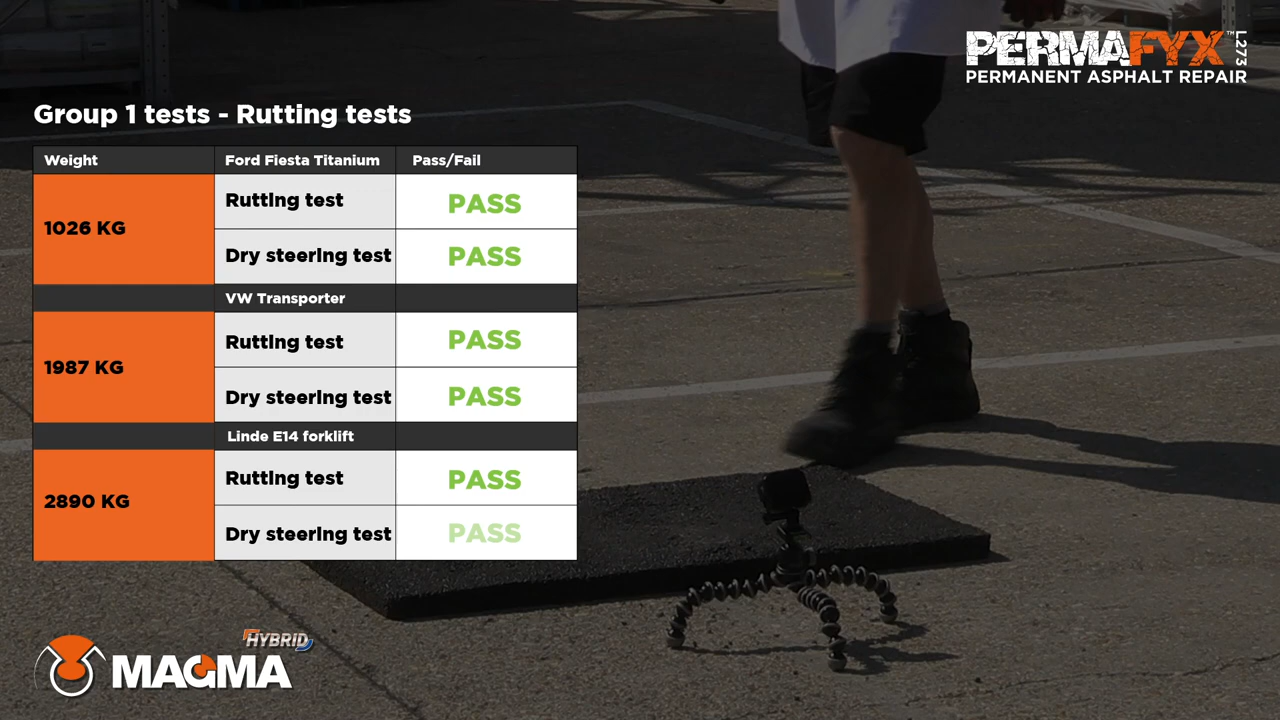 PERMAFYX™ L273
PERMANENT ASPHALT REPAIR
Group 1 tests - Rutting tests
Weight Ford Fiesta Titanium Pass/Fail
1026 KG
Rutting test PASS
Dry steering test PASS
VW Transporter
1987 KG
Rutting test PASS
Dry steering test PASS
Linde E14 forklift
2890 KG
Rutting test PASS
Dry steering test PASS
HYBRID
MAGMA